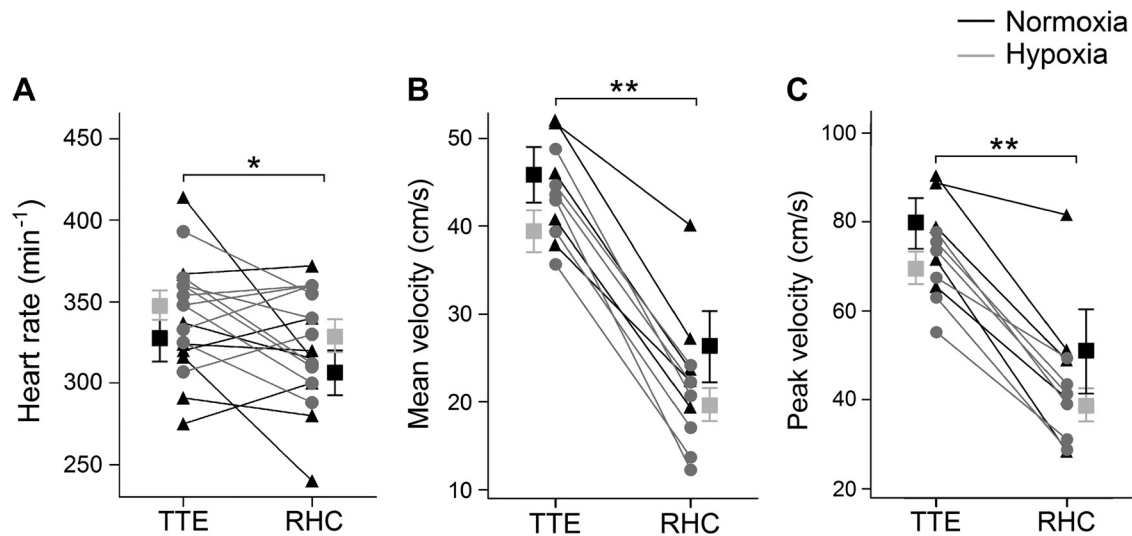 Normoxia
Hypoxia
A
B
C
*
**
**
Heart rate (min⁻¹)
450
400
350
300
250
TTE
RHC
Mean velocity (cm/s)
50
40
30
20
10
TTE
RHC
Peak velocity (cm/s)
100
80
60
40
20
TTE
RHC